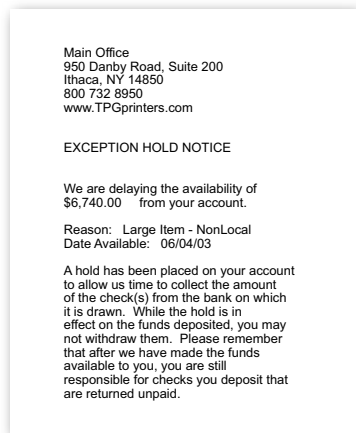 Main Office
950 Danby Road, Suite 200
Ithaca, NY 14850
800 732 8950
www.TPGprinters.com
EXCEPTION HOLD NOTICE
We are delaying the availability of
$6,740.00 from your account.
Reason: Large Item - NonLocal
Date Available: 06/04/03
A hold has been placed on your account
to allow us time to collect the amount
of the check(s) from the bank on which
it is drawn. While the hold is in
effect on the funds deposited, you may
not withdraw them. Please remember
that after we have made the funds
available to you, you are still
responsible for checks you deposit that
are returned unpaid.